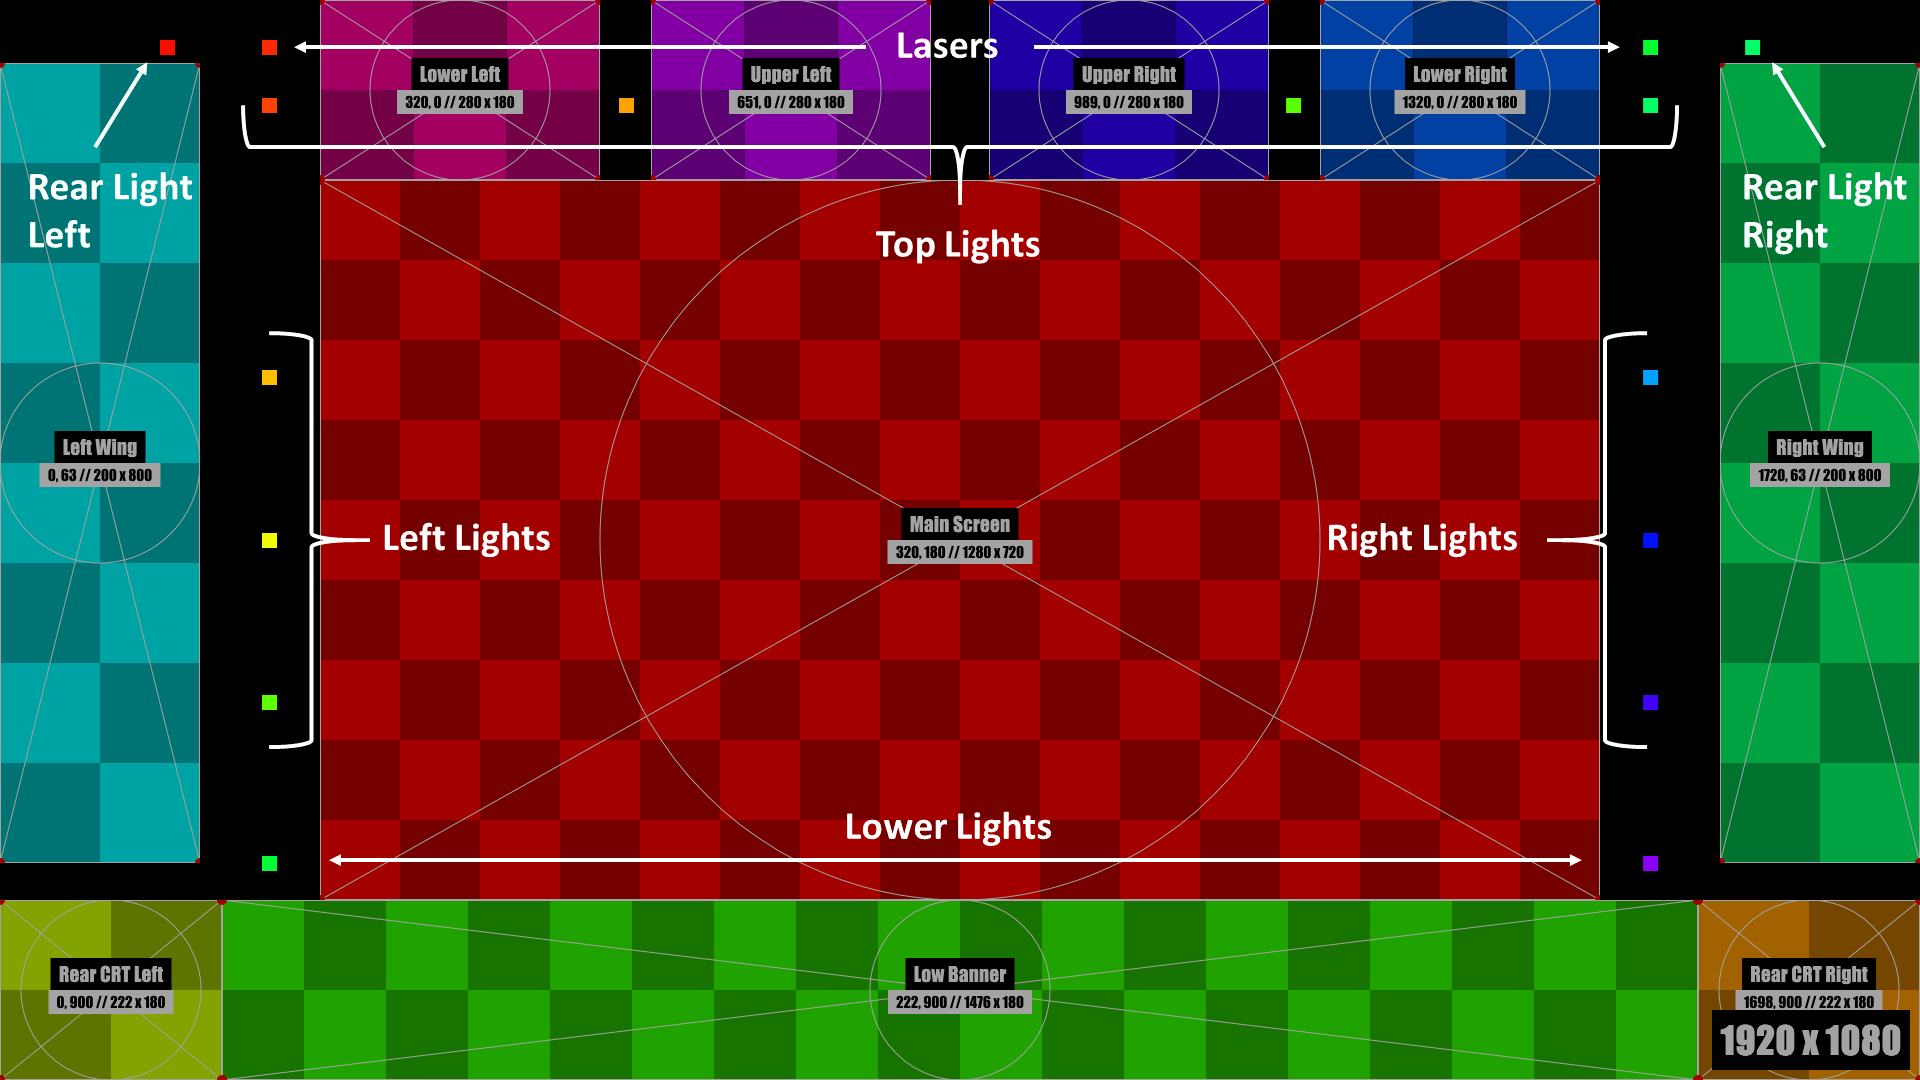 Lasers
Lower Left
320, 0 // 280 x 180
Upper Left
651, 0 // 280 x 180
Upper Right
989, 0 // 280 x 180
Lower Right
1320, 0 // 280 x 180
Rear Light
Left
Rear Light
Right
Top Lights
Left Wing
0, 63 // 200 x 800
Right Wing
1720, 63 // 200 x 800
Left Lights
Main Screen
320, 180 // 1280 x 720
Right Lights
Lower Lights
Rear CRT Left
0, 900 // 222 x 180
Low Banner
222, 900 // 1476 x 180
Rear CRT Right
1698, 900 // 222 x 180
1920 x 1080